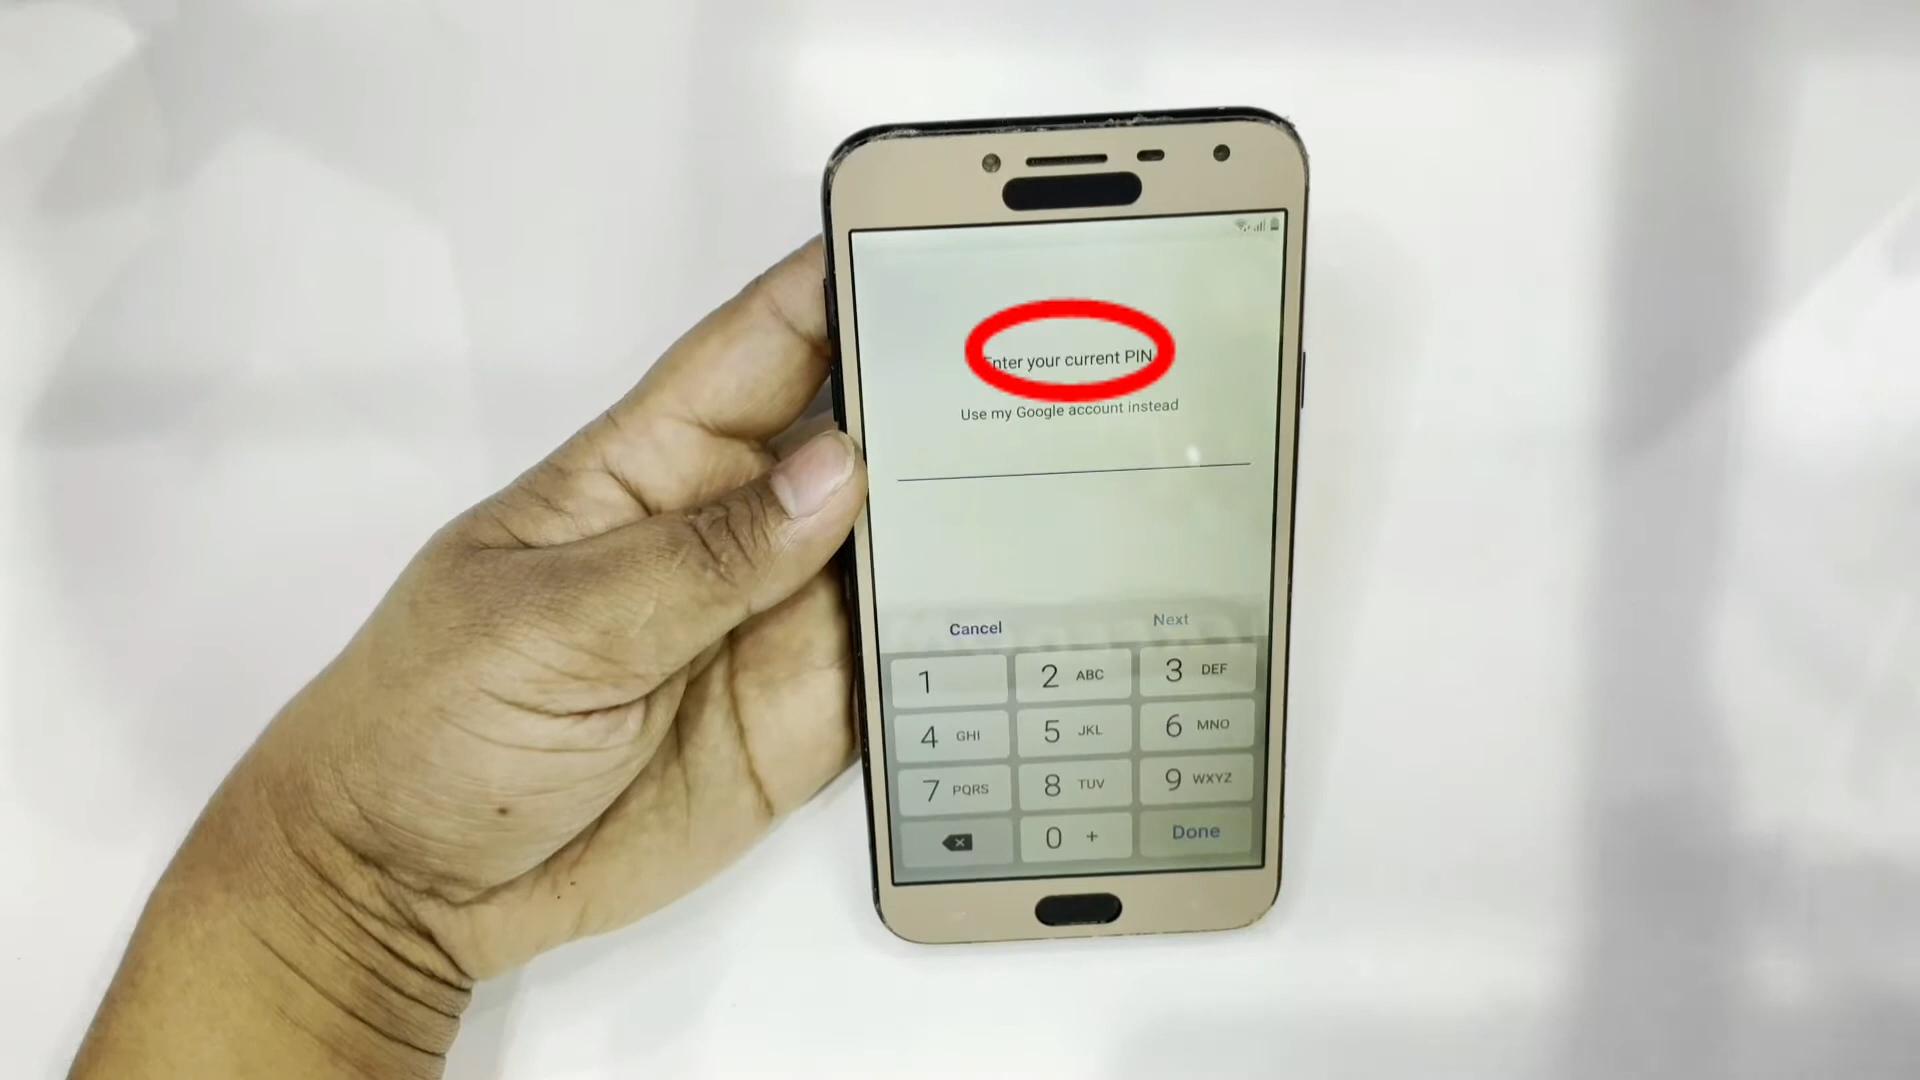 Enter your current PIN
Use my Google account instead
Cancel Next
1 2 ABC 3 DEF
4 GHI 5 JKL 6 MNO
7 PQRS 8 TUV 9 WXYZ
0 + Done